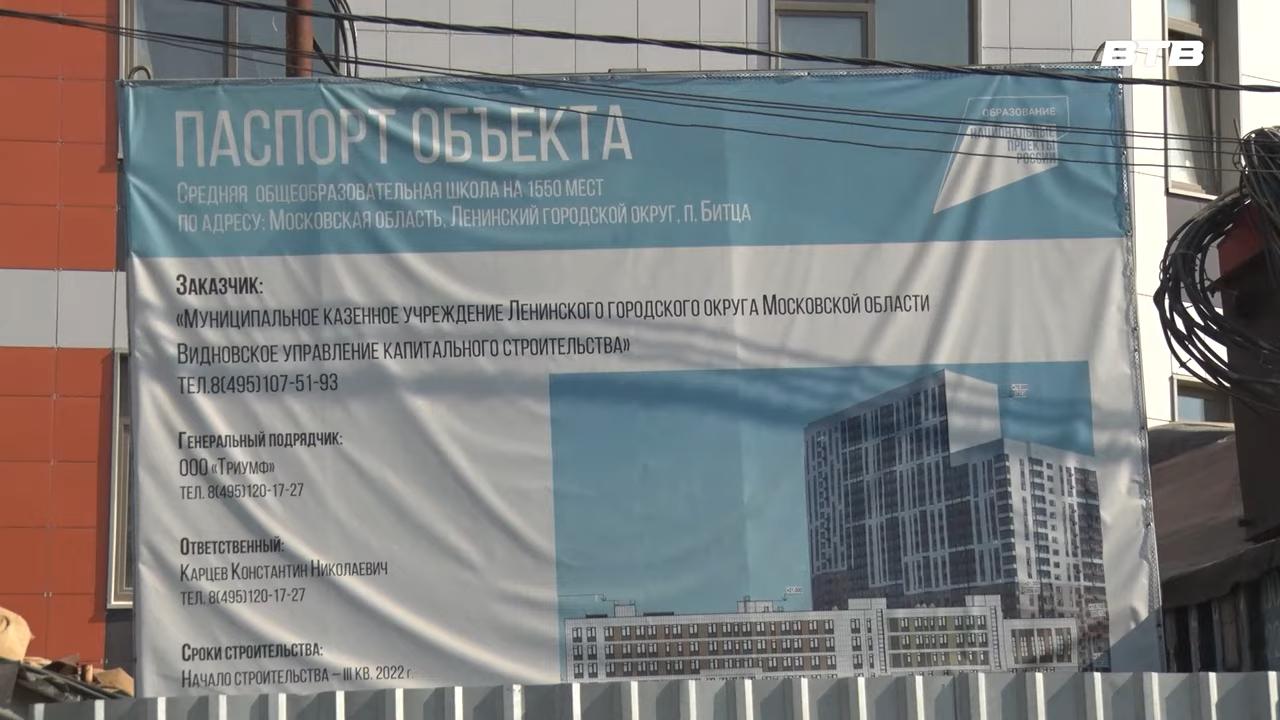 ВТВ
ПАСПОРТ ОБЪЕКТА
ОБРАЗОВАНИЕ
НАЦИОНАЛЬНЫЕ
ПРОЕКТЫ
РОССИИ
СРЕДНЯЯ ОБЩЕОБРАЗОВАТЕЛЬНАЯ ШКОЛА НА 1550 МЕСТ
ПО АДРЕСУ: МОСКОВСКАЯ ОБЛАСТЬ, ЛЕНИНСКИЙ ГОРОДСКОЙ ОКРУГ, П. БИТЦА
ЗАКАЗЧИК:
«МУНИЦИПАЛЬНОЕ КАЗЕННОЕ УЧРЕЖДЕНИЕ ЛЕНИНСКОГО ГОРОДСКОГО ОКРУГА МОСКОВСКОЙ ОБЛАСТИ
ВИДНОВСКОЕ УПРАВЛЕНИЕ КАПИТАЛЬНОГО СТРОИТЕЛЬСТВА»
ТЕЛ.8(495)107-51-93
ГЕНЕРАЛЬНЫЙ ПОДРЯДЧИК:
ООО «ТРИУМФ»
ТЕЛ. 8(495)120-17-27
ОТВЕТСТВЕННЫЙ:
КАРЦЕВ КОНСТАНТИН НИКОЛАЕВИЧ
ТЕЛ. 8(495)120-17-27
СРОКИ СТРОИТЕЛЬСТВА:
НАЧАЛО СТРОИТЕЛЬСТВА – III КВ. 2022 г.